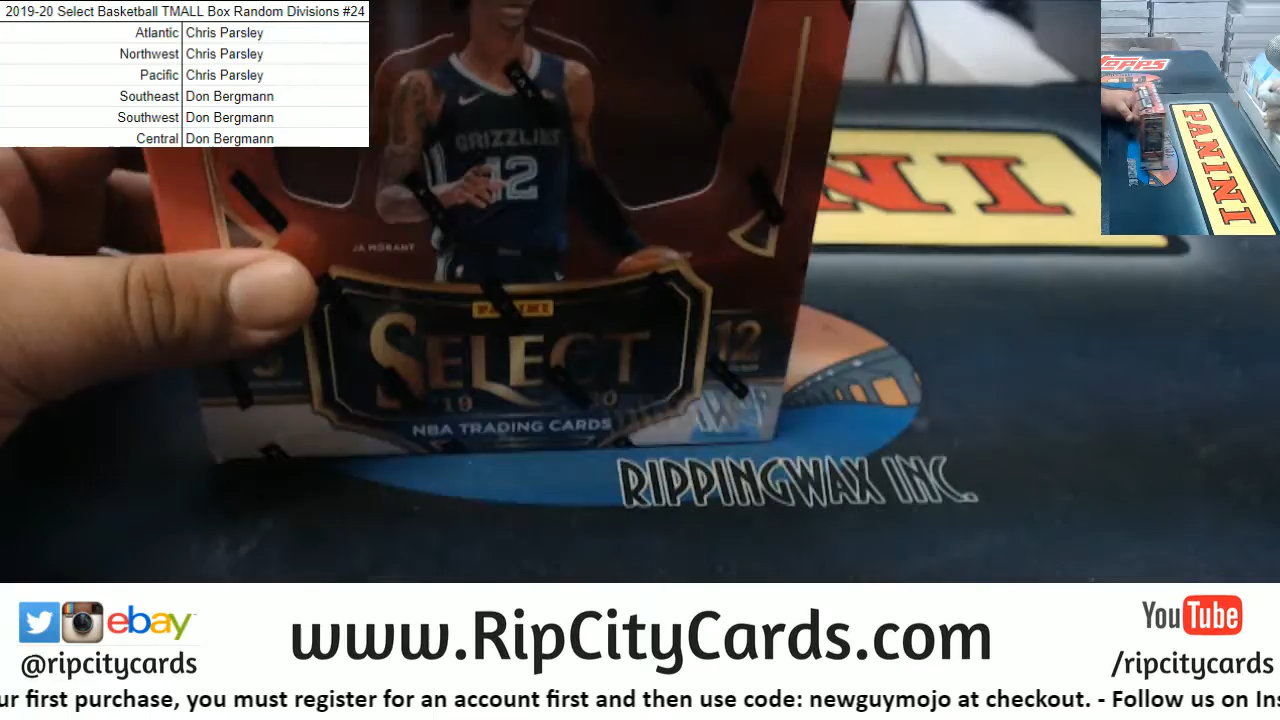 2019-20 Select Basketball TMALL Box Random Divisions #24
Atlantic Chris Parsley
Northwest Chris Parsley
Pacific Chris Parsley
Southeast Don Bergmann
Southwest Don Bergmann
Central Don Bergmann
GRIZZLIES
12
JA MORANT
PANINI
SELECT
5
12
19 20
NBA TRADING CARDS
RIPPINGWAX INC.
TOPPS
PANINI
ebay
@ripcitycards
www.RipCityCards.com
YouTube
/ripcitycards
ur first purchase, you must register for an account first and then use code: newguymojo at checkout. - Follow us on Ins